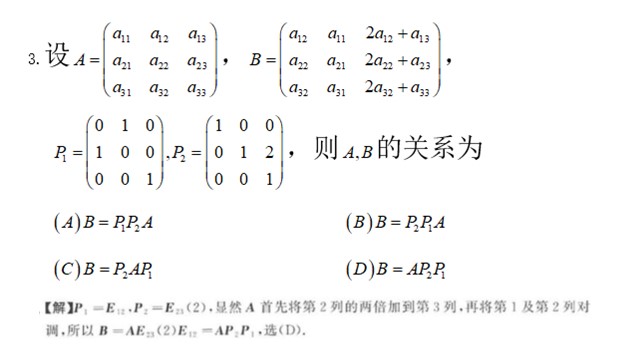 3. 设 A = \begin{pmatrix} a_{11} & a_{12} & a_{13} \\ a_{21} & a_{22} & a_{23} \\ a_{31} & a_{32} & a_{33} \end{pmatrix}， B = \begin{pmatrix} a_{12} & a_{11} & 2a_{12}+a_{13} \\ a_{22} & a_{21} & 2a_{22}+a_{23} \\ a_{32} & a_{31} & 2a_{32}+a_{33} \end{pmatrix}，
P_1 = \begin{pmatrix} 0 & 1 & 0 \\ 1 & 0 & 0 \\ 0 & 0 & 1 \end{pmatrix}, P_2 = \begin{pmatrix} 1 & 0 & 0 \\ 0 & 1 & 2 \\ 0 & 0 & 1 \end{pmatrix}，则 A,B 的关系为
(A) B = P_1P_2A (B) B = P_2P_1A
(C) B = P_2AP_1 (D) B = AP_2P_1
【解】P_1 = E_{12}, P_2 = E_{23}(2), 显然 A 首先将第 2 列的两倍加到第 3 列, 再将第 1 及第 2 列对
调, 所以 B = AE_{23}(2)E_{12} = AP_2P_1, 选(D).